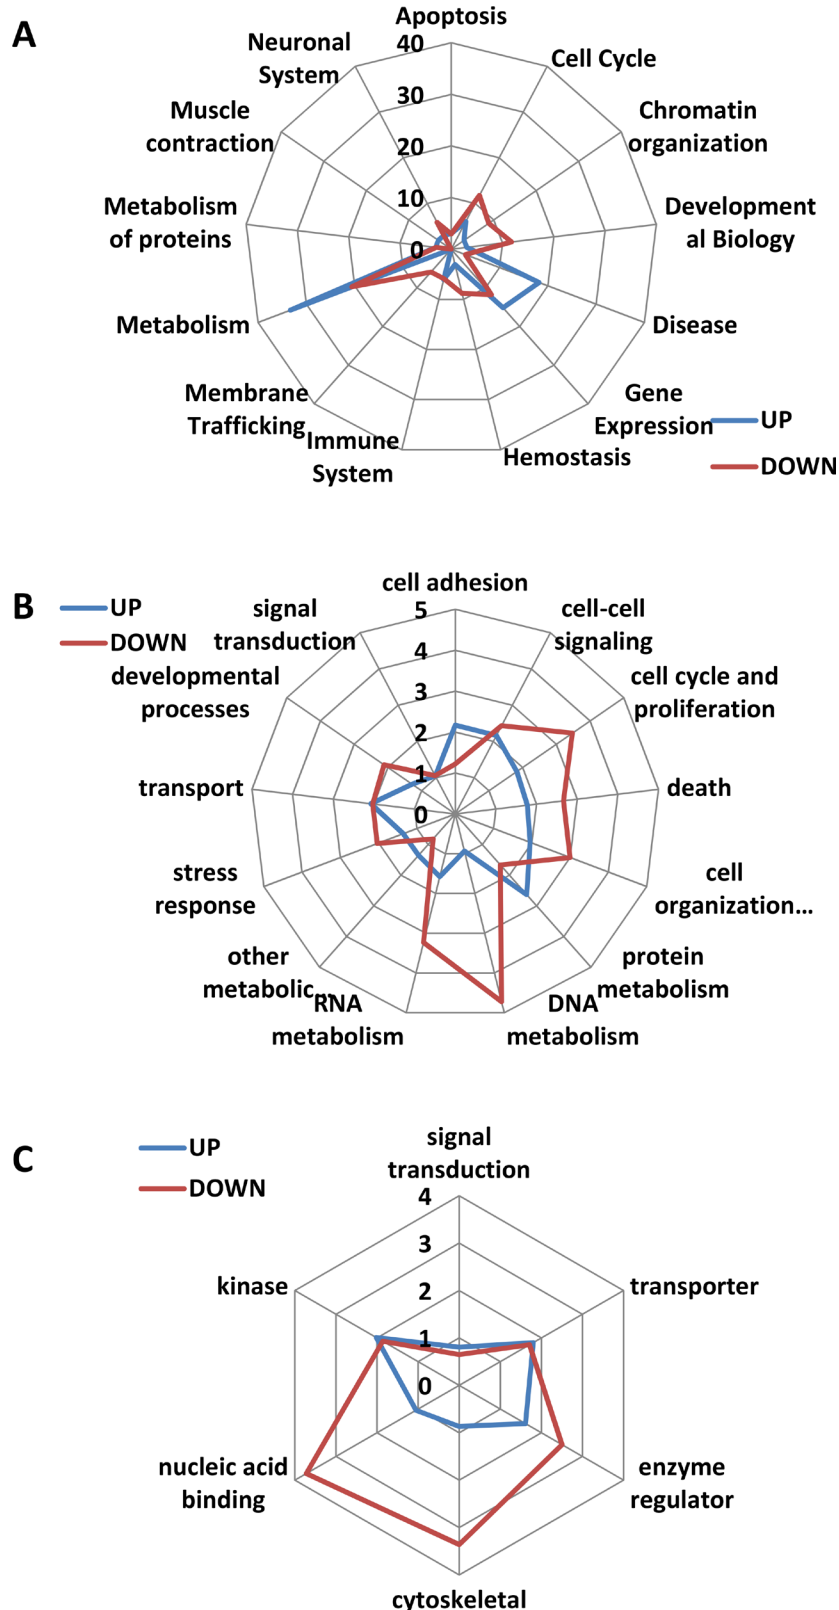 A
Apoptosis
40
Neuronal
System
Cell Cycle
30
Muscle
contraction
Chromatin
organization
20
10
Metabolism
of proteins
Development
al Biology
0
Metabolism
Disease
Membrane
Trafficking
Gene
Expression
UP
Immune
System
Hemostasis
DOWN
B
UP
DOWN
cell adhesion
5
signal
transduction
cell-cell
signaling
4
developmental
processes
cell cycle and
proliferation
3
2
transport
death
1
0
stress
response
cell
organization...
other
metabolic...
protein
metabolism
RNA
metabolism
DNA
metabolism
C
UP
DOWN
signal
transduction
4
3
kinase
transporter
2
1
0
nucleic acid
binding
enzyme
regulator
cytoskeletal